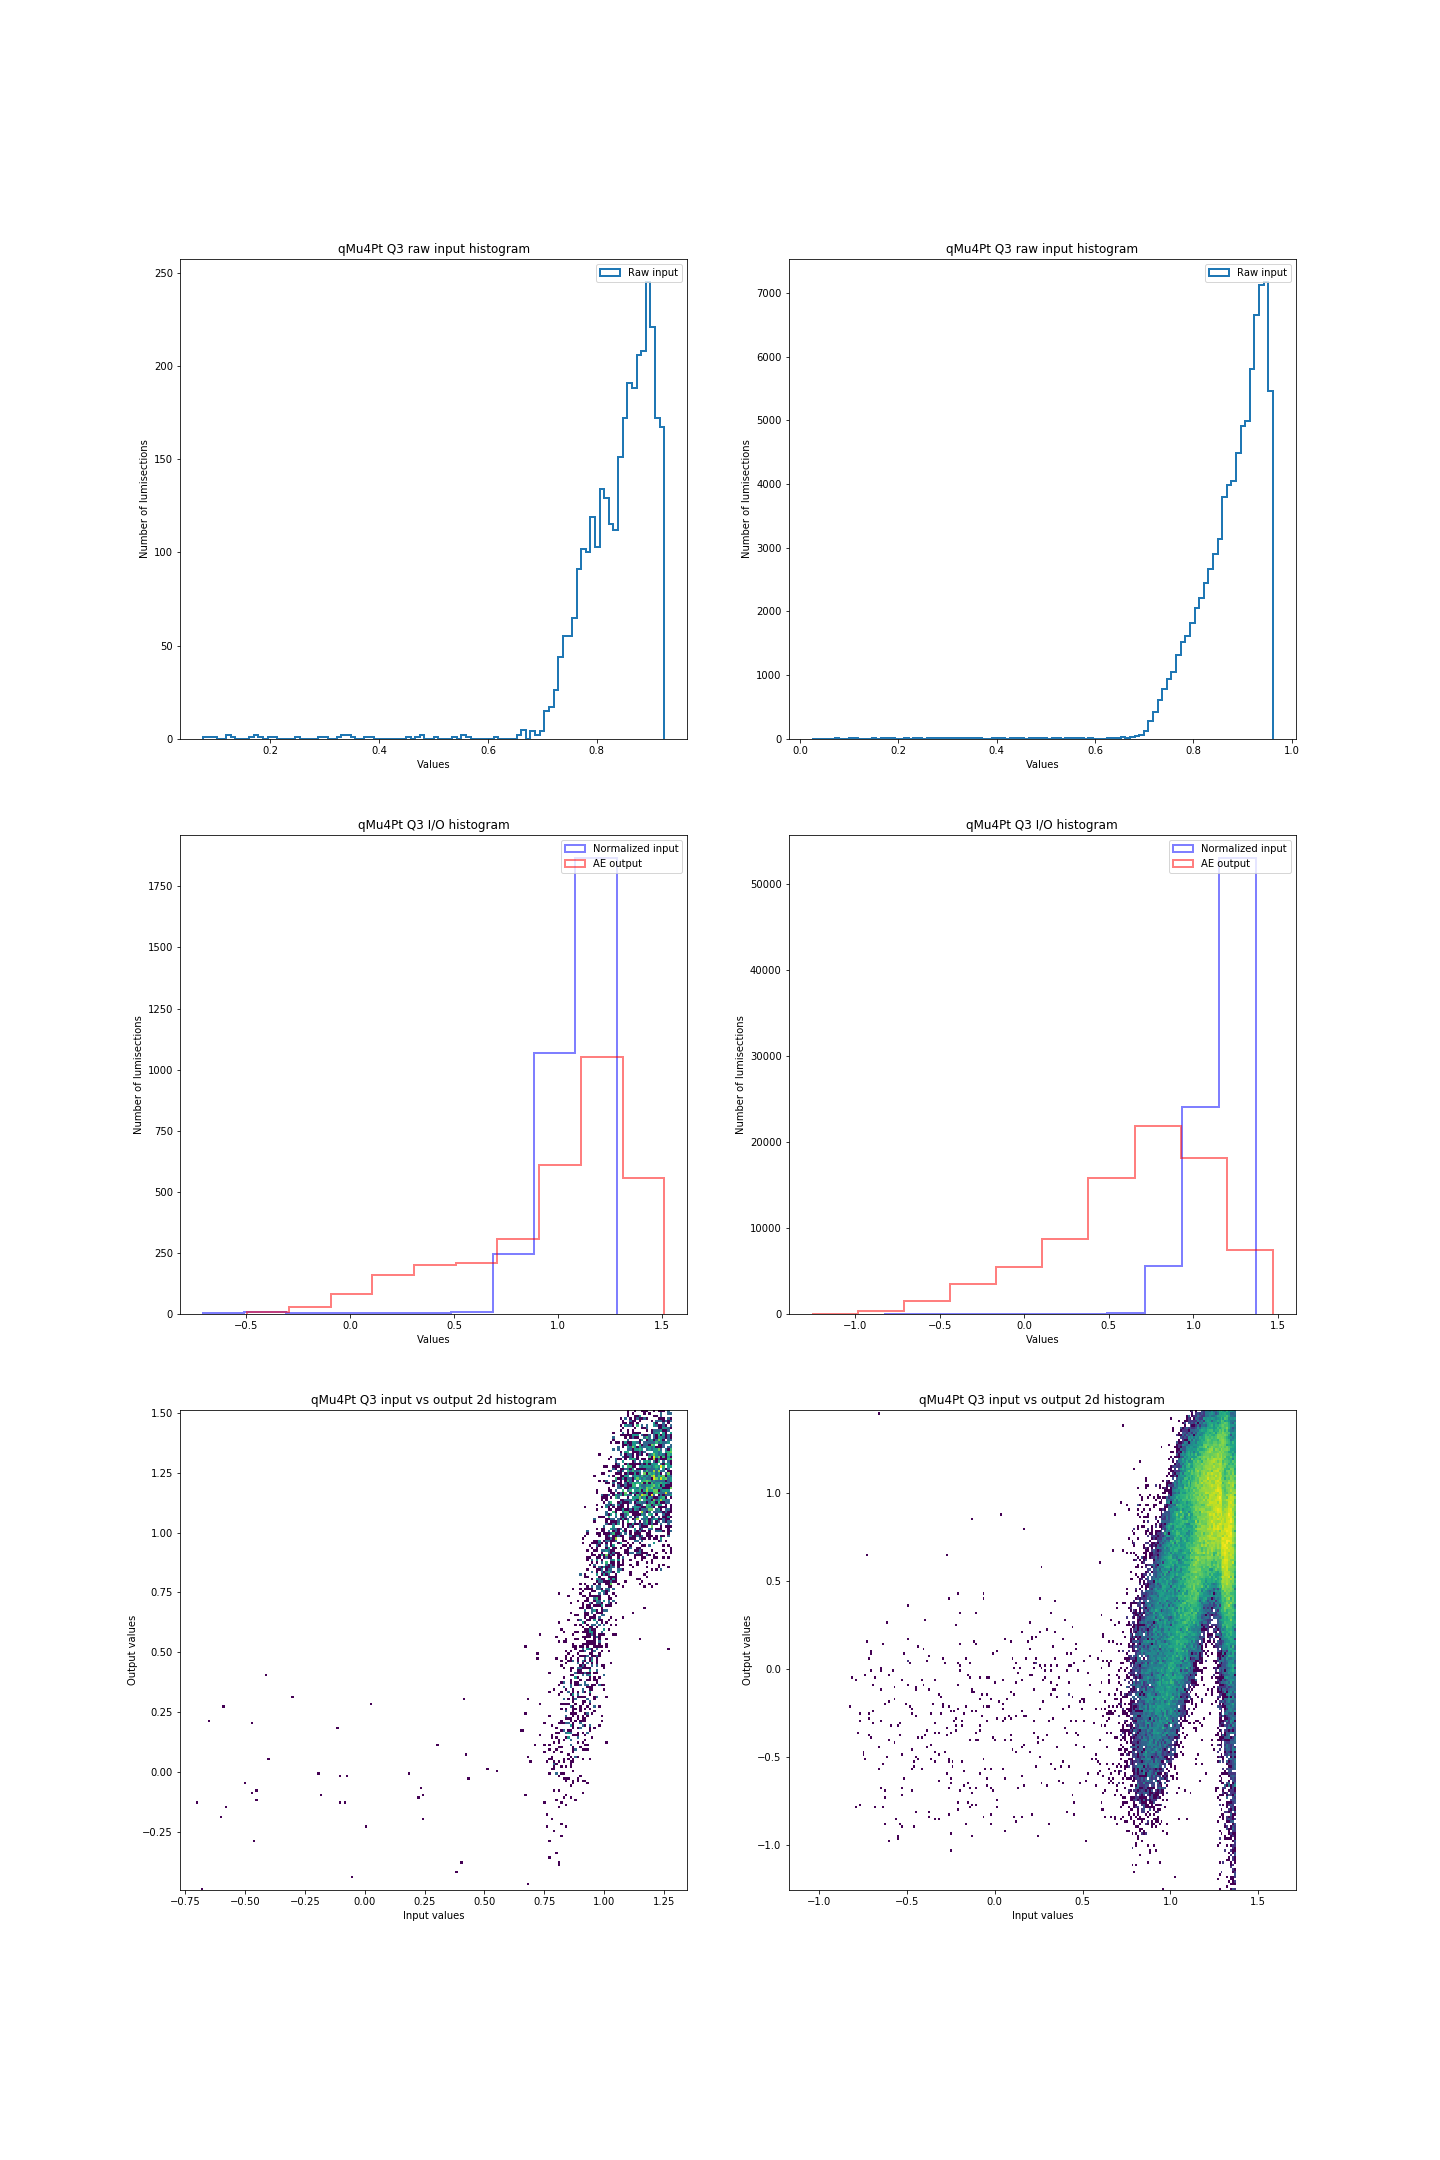 qMu4Pt Q3 raw input histogram
Raw input
250
200
150
100
50
0
Number of lumisections
0.2 0.4 0.6 0.8
Values
qMu4Pt Q3 raw input histogram
Raw input
7000
6000
5000
4000
3000
2000
1000
0
Number of lumisections
0.0 0.2 0.4 0.6 0.8 1.0
Values
qMu4Pt Q3 I/O histogram
Normalized input
AE output
1750
1500
1250
1000
750
500
250
0
Number of lumisections
−0.5 0.0 0.5 1.0 1.5
Values
qMu4Pt Q3 I/O histogram
Normalized input
AE output
50000
40000
30000
20000
10000
0
Number of lumisections
−1.0 −0.5 0.0 0.5 1.0 1.5
Values
qMu4Pt Q3 input vs output 2d histogram
1.50
1.25
1.00
0.75
0.50
0.25
0.00
−0.25
Output values
−0.75 −0.50 −0.25 0.00 0.25 0.50 0.75 1.00 1.25
Input values
qMu4Pt Q3 input vs output 2d histogram
1.0
0.5
0.0
−0.5
−1.0
Output values
−1.0 −0.5 0.0 0.5 1.0 1.5
Input values